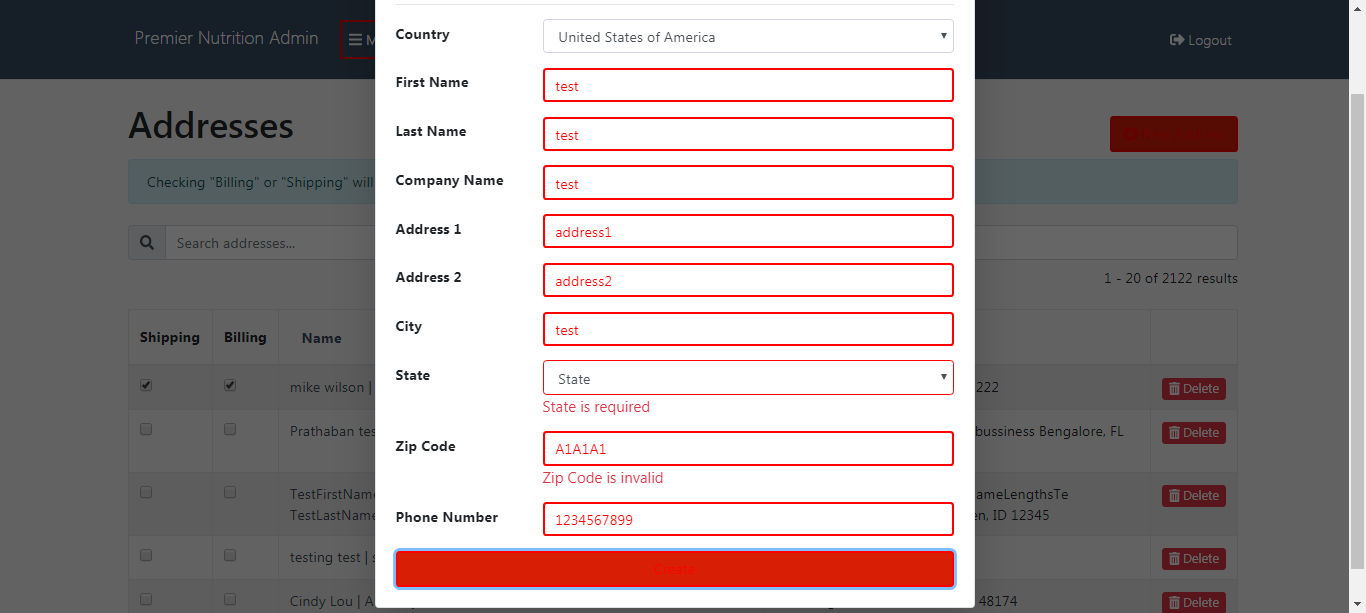 Premier Nutrition Admin
M
Logout
Addresses
Checking "Billing" or "Shipping" will
Search addresses...
1 - 20 of 2122 results
Shipping Billing Name
mike wilson | 222 Delete
Prathaban tes bussiness Bengalore, FL Delete
TestFirstName ameLengthsTe Delete
TestLastName en, ID 12345
testing test | s Delete
Cindy Lou | A 48174 Delete
Country United States of America
First Name test
Last Name test
Company Name test
Address 1 address1
Address 2 address2
City test
State State
State is required
Zip Code A1A1A1
Zip Code is invalid
Phone Number 1234567899
Create